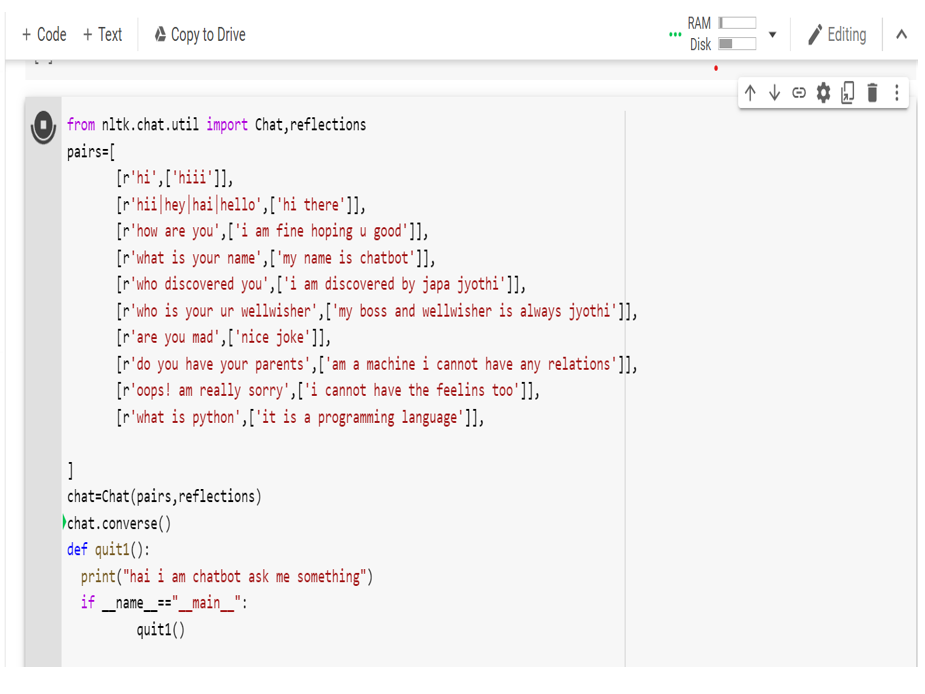 + Code + Text Copy to Drive RAM Disk Editing
from nltk.chat.util import Chat,reflections
pairs=[
[r'hi',['hiii']],
[r'hii|hey|hai|hello',['hi there']],
[r'how are you',['i am fine hoping u good']],
[r'what is your name',['my name is chatbot']],
[r'who discovered you',['i am discovered by japa jyothi']],
[r'who is your ur wellwisher',['my boss and wellwisher is always jyothi']],
[r'are you mad',['nice joke']],
[r'do you have your parents',['am a machine i cannot have any relations']],
[r'oops! am really sorry',['i cannot have the feelins too']],
[r'what is python',['it is a programming language']],
]
chat=Chat(pairs,reflections)
chat.converse()
def quit1():
print("hai i am chatbot ask me something")
if __name__=="__main__":
quit1()